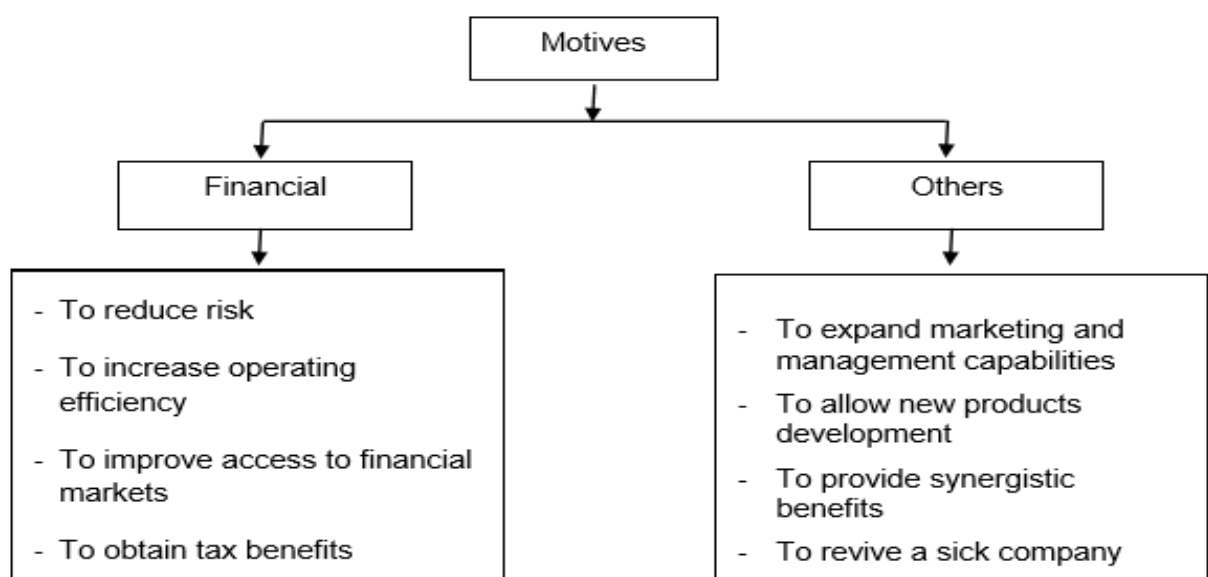 Motives
Financial
Others
- To reduce risk
- To increase operating
efficiency
- To improve access to financial
markets
- To obtain tax benefits
- To expand marketing and
management capabilities
- To allow new products
development
- To provide synergistic
benefits
- To revive a sick company